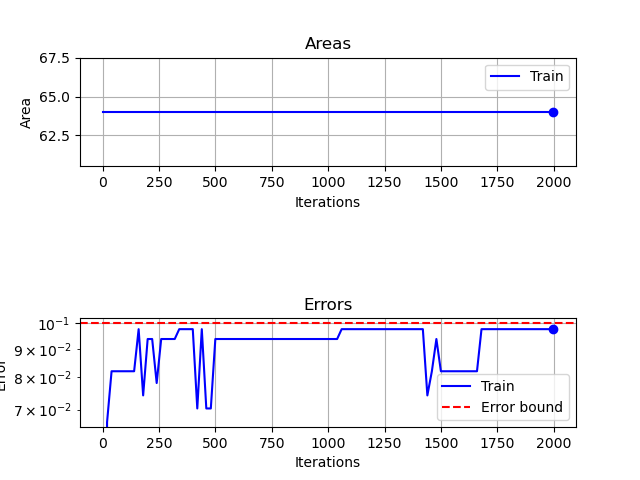 Areas
67.5
65.0
62.5
Area
Train
0 250 500 750 1000 1250 1500 1750 2000
Iterations
Errors
10⁻¹
9 × 10⁻²
8 × 10⁻²
7 × 10⁻²
Error
Train
Error bound
0 250 500 750 1000 1250 1500 1750 2000
Iterations